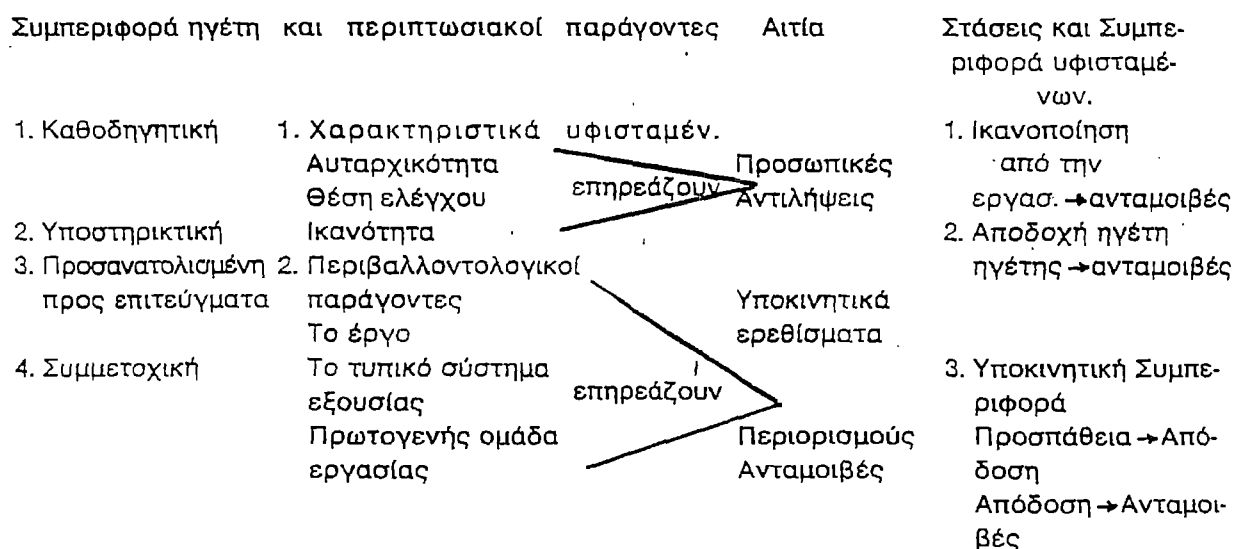 Συμπεριφορά ηγέτη και περιπτωσιακοί παράγοντες Αιτία Στάσεις και Συμπε-
ριφορά υφισταμέ-
νων.
1. Καθοδηγητική 1. Χαρακτηριστικά υφισταμέν. 1. Ικανοποίηση
Αυταρχικότητα Προσωπικές από την
Θέση ελέγχου επηρεάζουν Αντιλήψεις εργασ. →ανταμοιβές
2. Υποστηρικτική Ικανότητα 2. Αποδοχή ηγέτη
3. Προσανατολισμένη 2. Περιβαλλοντολογικοί ηγέτης →ανταμοιβές
προς επιτεύγματα παράγοντες Υποκινητικά
Το έργο ερεθίσματα
4. Συμμετοχική Το τυπικό σύστημα 3. Υποκινητική Συμπε-
εξουσίας επηρεάζουν ριφορά
Πρωτογενής ομάδα Περιορισμούς Προσπάθεια →Από-
εργασίας Ανταμοιβές δοση
Απόδοση →Ανταμοι-
βές